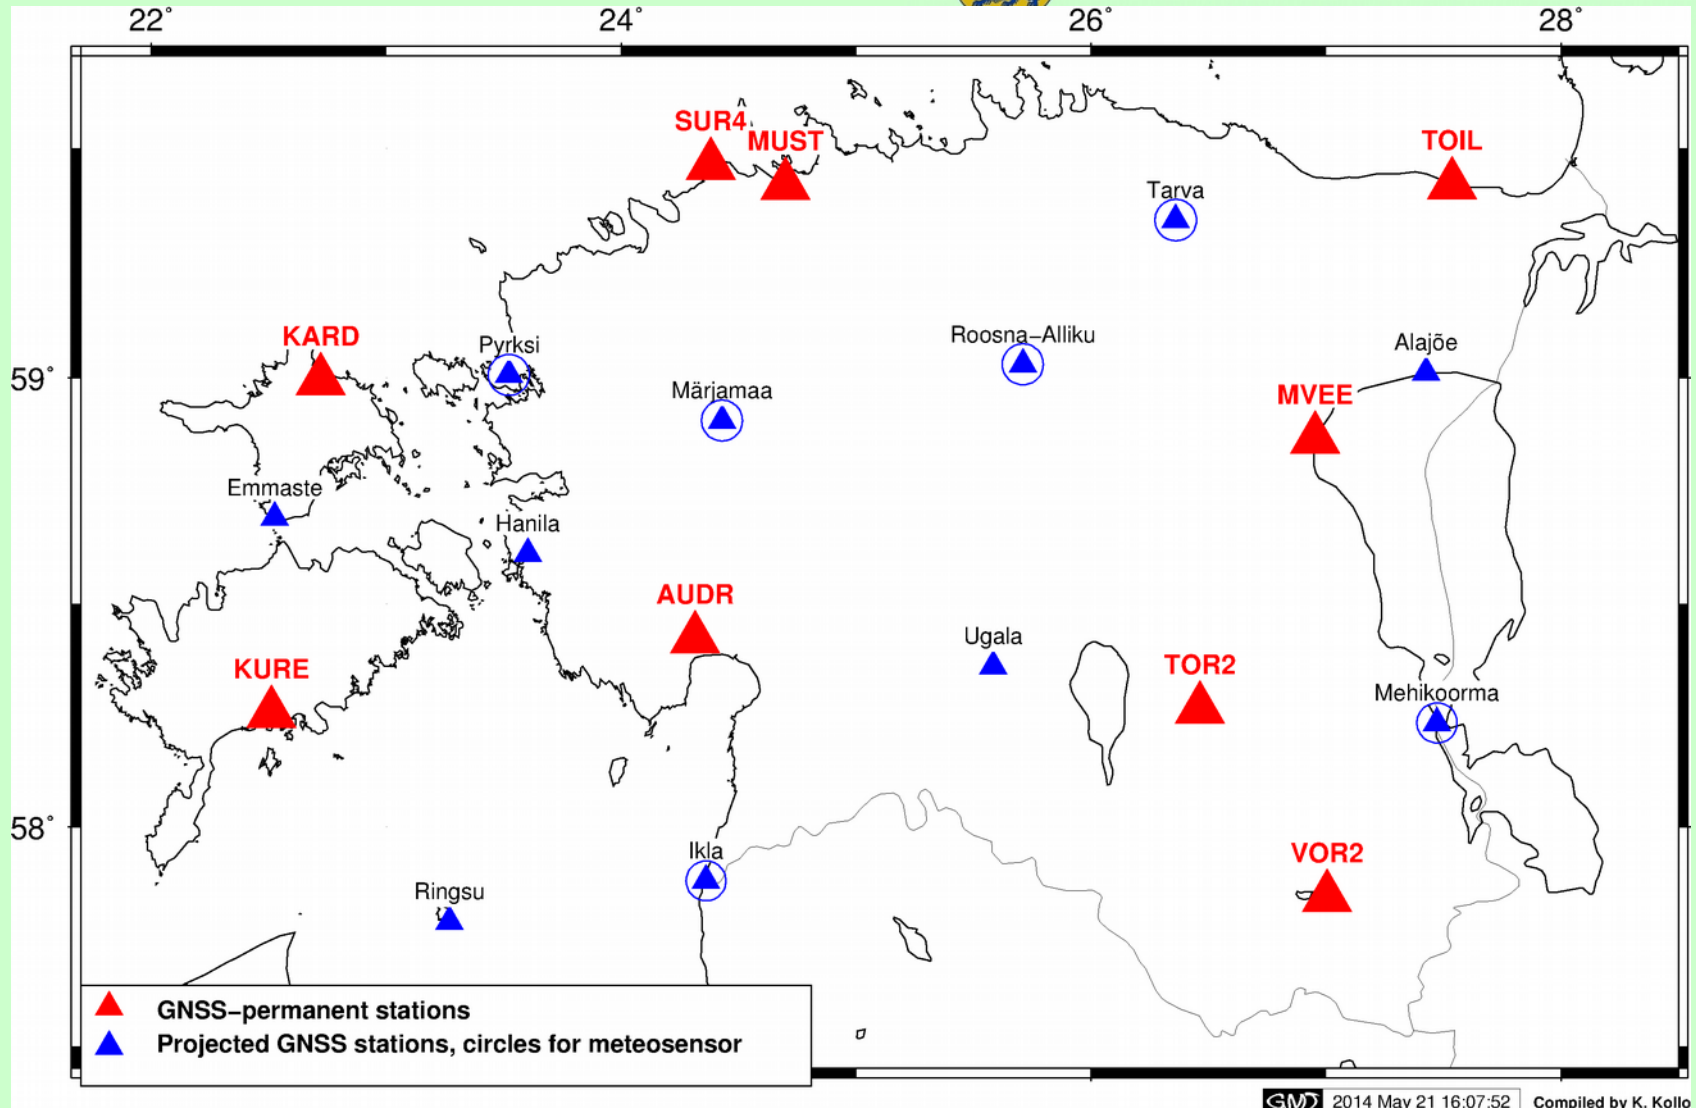 22° 24° 26° 28°
SUR4
MUST
TOIL
Tarva
KARD
Pyrksi
Roosna–Alliku
Alajõe
59°
Märjamaa
MVEE
Emmaste
Hanila
AUDR
Ugala
KURE
TOR2
Mehikoorma
58°
Ikla
VOR2
Ringsu
GNSS–permanent stations
Projected GNSS stations, circles for meteosensor
GMT 2014 May 21 16:07:52 Compiled by K. Kollo